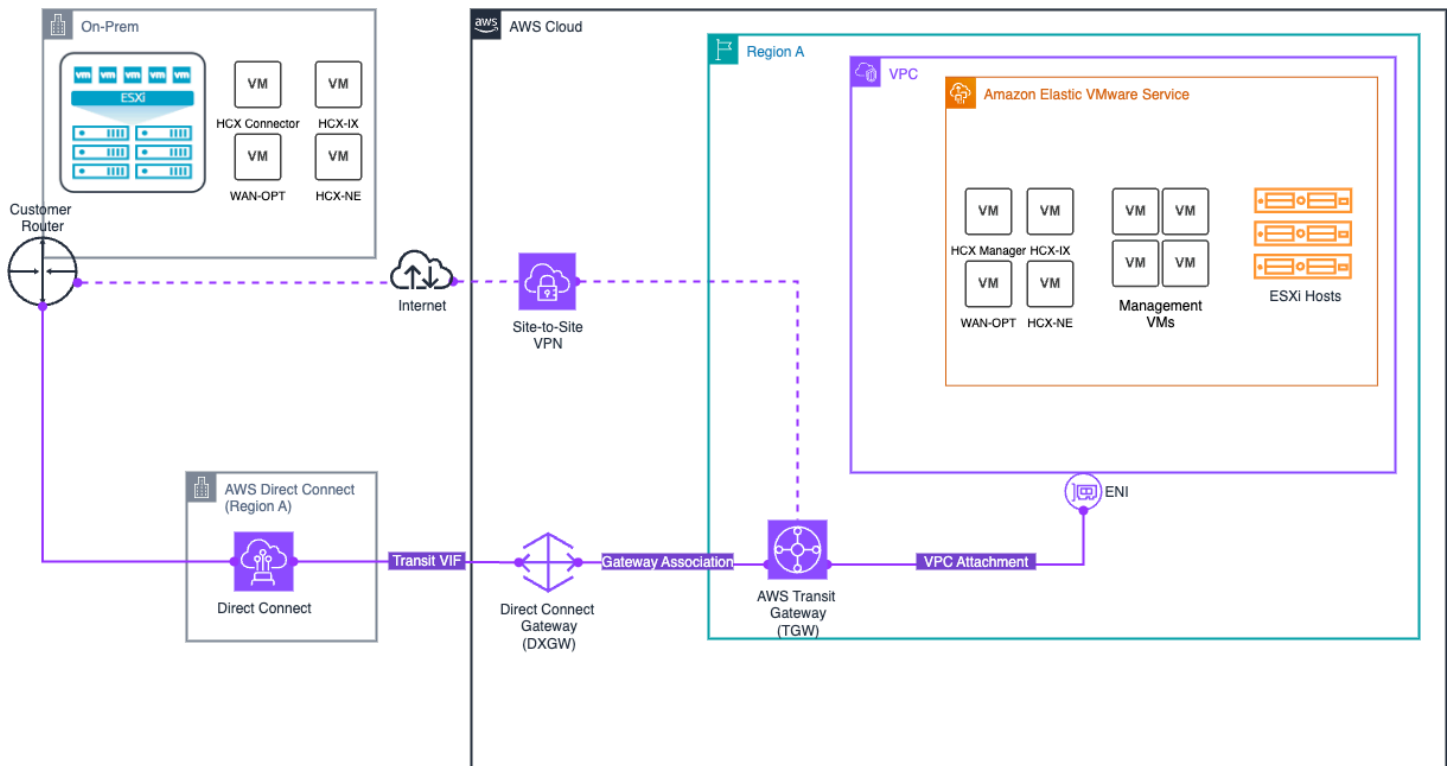 On-Prem
vm vm vm vm vm
ESXi
VM
VM
HCX Connector
HCX-IX
VM
VM
WAN-OPT
HCX-NE
Customer
Router
Internet
Site-to-Site
VPN
aws
AWS Cloud
Region A
VPC
Amazon Elastic VMware Service
VM
VM
HCX Manager
HCX-IX
VM
VM
WAN-OPT
HCX-NE
VM
VM
VM
VM
Management
VMs
ESXi Hosts
ENI
AWS Direct Connect
(Region A)
Direct Connect
Transit VIF
Direct Connect
Gateway
(DXGW)
Gateway Association
AWS Transit
Gateway
(TGW)
VPC Attachment